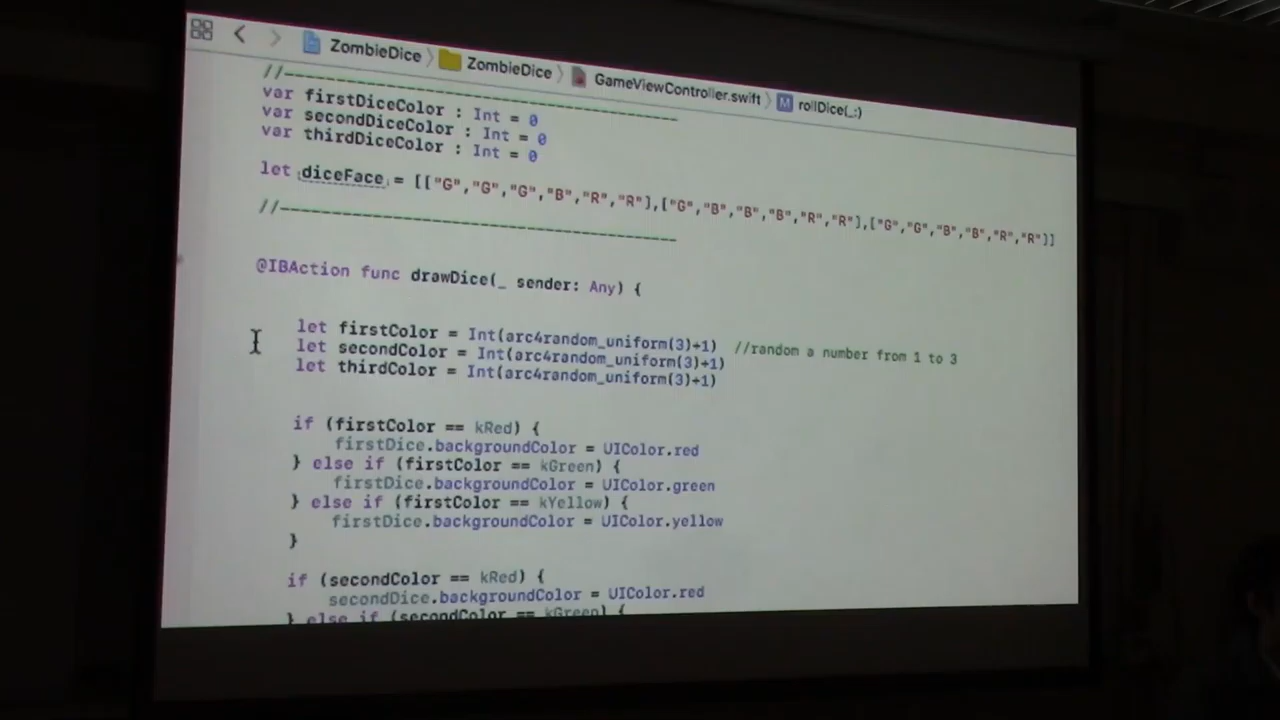 ZombieDice 〉 ZombieDice 〉 GameViewController.swift 〉 M rollDice(_:)
//------------------------------------------------
var firstDiceColor : Int = 0
var secondDiceColor : Int = 0
var thirdDiceColor : Int = 0
let diceFace = [["G","G","G","B","R","R"],["G","B","B","B","R","R"],["G","G","B","B","R","R"]]
//------------------------------------------------
@IBAction func drawDice(_ sender: Any) {
let firstColor = Int(arc4random_uniform(3)+1) //random a number from 1 to 3
let secondColor = Int(arc4random_uniform(3)+1)
let thirdColor = Int(arc4random_uniform(3)+1)
if (firstColor == kRed) {
firstDice.backgroundColor = UIColor.red
} else if (firstColor == kGreen) {
firstDice.backgroundColor = UIColor.green
} else if (firstColor == kYellow) {
firstDice.backgroundColor = UIColor.yellow
}
if (secondColor == kRed) {
secondDice.backgroundColor = UIColor.red
} else if (secondColor == kGreen) {